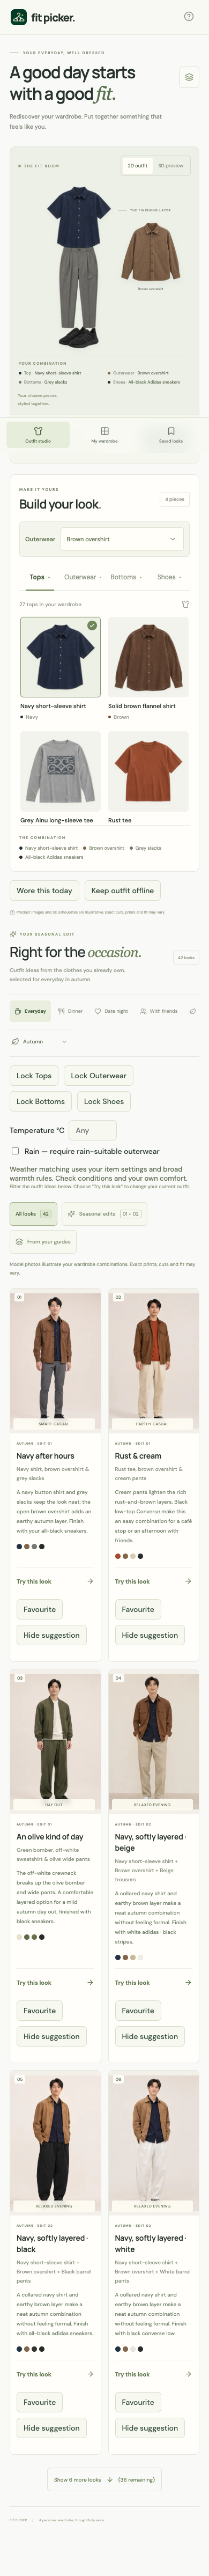 fit picker.
YOUR EVERYDAY, WELL DRESSED
A good day starts
with a good fit.
Rediscover your wardrobe. Put together something
that feels like you.
THE FIT ROOM
2D outfit
3D preview
THE FINISHING LAYER
Brown overshirt
YOUR COMBINATION
Top · Navy short-sleeve shirt
Outerwear · Brown overshirt
Bottoms · Grey slacks
Shoes · All-black Adidas sneakers
Your chosen pieces,
styled together.
Outfit studio
My wardrobe
Saved looks
MAKE IT YOURS
Build your look.
4 pieces
Outerwear
Brown overshirt
Tops
Outerwear
Bottoms
Shoes
27 tops in your wardrobe
Navy short-sleeve shirt
Navy
Solid brown flannel shirt
Brown
Grey Ainu long-sleeve tee
Rust tee
THE COMBINATION
Navy short-sleeve shirt
Brown overshirt
Grey slacks
All-black Adidas sneakers
Wore this today
Keep outfit offline
Product images and fit silhouettes are illustrative. Exact cuts, prints and fit may vary.
YOUR SEASONAL EDIT
Right for the occasion.
42 looks
Outfit ideas from the clothes you already own,
selected for everyday in autumn.
Everyday
Dinner
Date night
With friends
Autumn
Lock Tops
Lock Outerwear
Lock Bottoms
Lock Shoes
Temperature °C
Any
Rain — require rain-suitable outerwear
Weather matching uses your item settings and broad
warmth rules. Check conditions and your own comfort.
Filter the outfit ideas below. Choose "Try this look" to change your current outfit.
All looks 42
Seasonal edits 01 + 02
From your guides
Model photos illustrate your wardrobe combinations. Exact prints, cuts and fit may
vary.
01
SMART CASUAL
AUTUMN · EDIT 01
Navy after hours
Navy shirt, brown overshirt &
grey slacks
A navy button shirt and grey
slacks keep the look neat; the
open brown overshirt adds an
earthy autumn layer. Finish
with your all-black sneakers.
Try this look
Favourite
Hide suggestion
02
EARTHY CASUAL
AUTUMN · EDIT 01
Rust & cream
Rust tee, brown overshirt &
cream pants
Cream pants lighten the rich
rust-and-brown layers. Black
low-top Converse make this
an easy combination for a café
stop or an afternoon with
friends.
Try this look
Favourite
Hide suggestion
03
DAY OUT
AUTUMN · EDIT 01
An olive kind of day
Green bomber, off-white
sweatshirt & olive wide pants
The off-white crewneck
breaks up the olive bomber
and wide pants. A comfortable
layered option for a mild
autumn day out, finished with
black sneakers.
Try this look
Favourite
Hide suggestion
04
RELAXED EVENING
AUTUMN · EDIT 02
Navy, softly layered ·
beige
Navy short-sleeve shirt +
Brown overshirt + Beige
trousers
A collared navy shirt and
earthy brown layer make a
neat autumn combination
without feeling formal. Finish
with white adidas · black
stripes.
Try this look
Favourite
Hide suggestion
05
RELAXED EVENING
AUTUMN · EDIT 02
Navy, softly layered ·
black
Navy short-sleeve shirt +
Brown overshirt + Black
pants
A collared navy shirt and
earthy brown layer make a
neat autumn combination
without feeling formal. Finish
with all-black adidas sneakers.
Try this look
Favourite
Hide suggestion
06
RELAXED EVENING
AUTUMN · EDIT 02
Navy, softly layered ·
white
Navy short-sleeve shirt +
Brown overshirt + White
pants
A collared navy shirt and
earthy brown layer make a
neat autumn combination
without feeling formal. Finish
with black converse low.
Try this look
Favourite
Hide suggestion
Show 6 more looks
(36 remaining)
FIT PICKER / A personal wardrobe, thoughtfully worn.